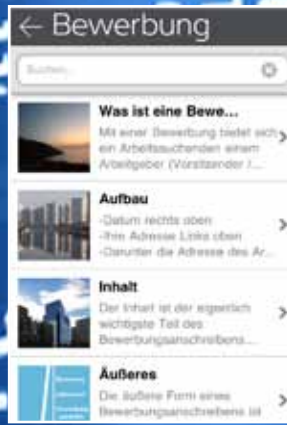 ← Bewerbung
Suchen...
Was ist eine Bewe...
Mit einer Bewerbung bietet sich
ein Arbeitssuchenden einem
Arbeitgeber (Vorsitzender /...
Aufbau
-Datum rechts oben
-Ihre Adresse Links oben
-Darunter die Adresse des Ar...
Inhalt
Der Inhalt ist der eigentlich
wichtigste Teil des
Bewerbungsanschreibens...
Äußeres
Die äußere Form eines
Bewerbungsanschreibens ist